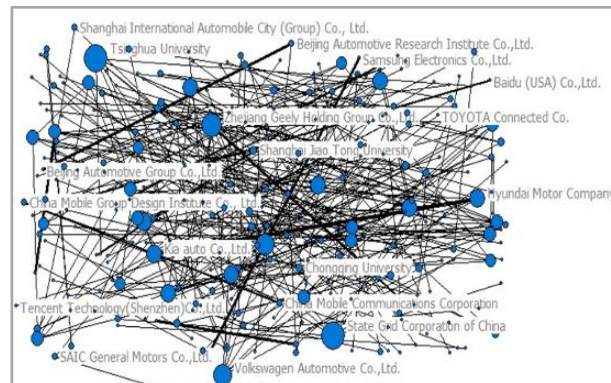 Shanghai International Automobile City (Group) Co., Ltd.
Tsinghua University
Beijing Automotive Research Institute Co.,Ltd.
Samsung Electronics Co.,Ltd.
Baidu (USA) Co.,Ltd.
Zhejiang Geely Holding Group Co.,Ltd.
TOYOTA Connected Co.
Shanghai Jiao Tong University
Beijing Automotive Group Co.,Ltd.
Hyundai Motor Company
China Mobile Group Design Institute Co., Ltd.
Kia auto Co.,Ltd.
Chongqing University
Tencent Technology(Shenzhen)Co.,Ltd.
China Mobile Communications Corporation
State Grid Corporation of China
SAIC General Motors Co.,Ltd.
Volkswagen Automotive Co.,Ltd.